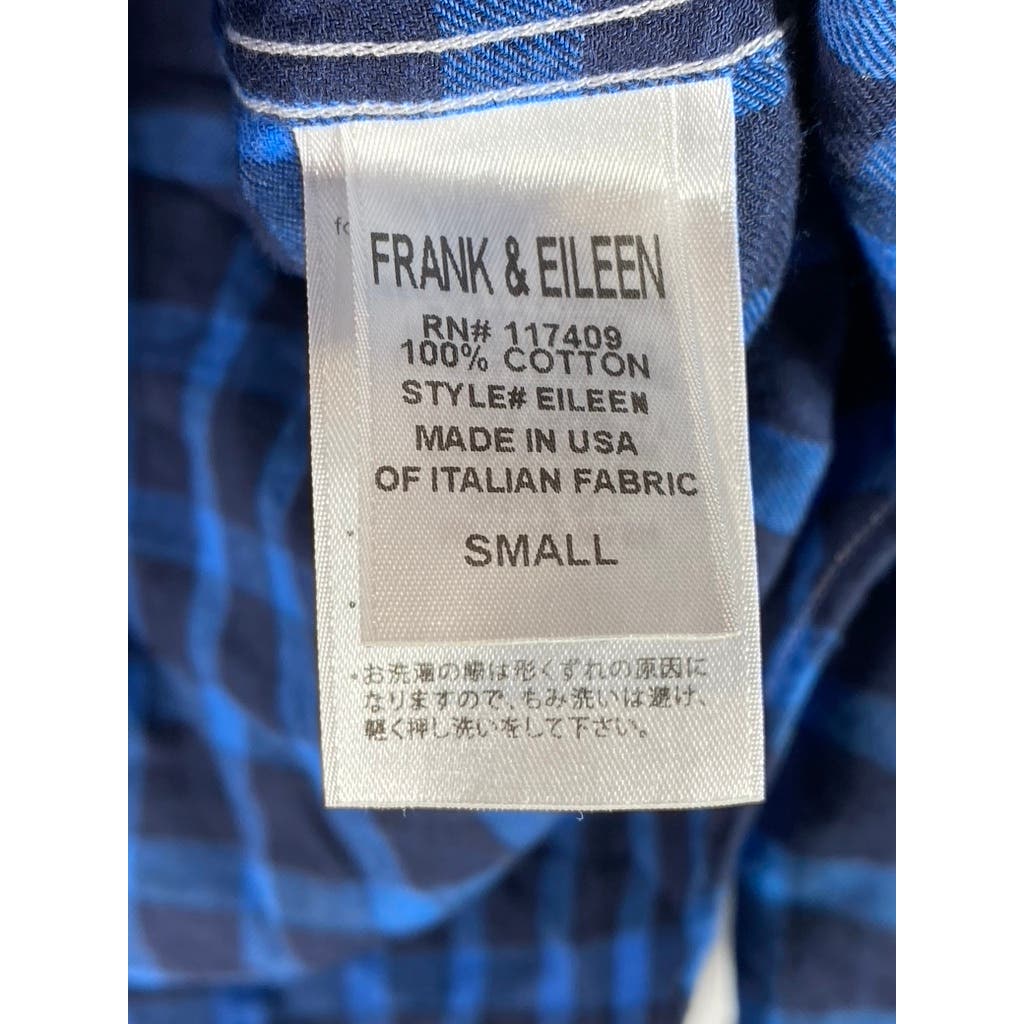 FRANK & EILEEN
RN# 117409
100% COTTON
STYLE# EILEEN
MADE IN USA
OF ITALIAN FABRIC
SMALL
お洗濯の際は形くずれの原因に
なりますので、もみ洗いは避け、
軽く押し洗いをして下さい。